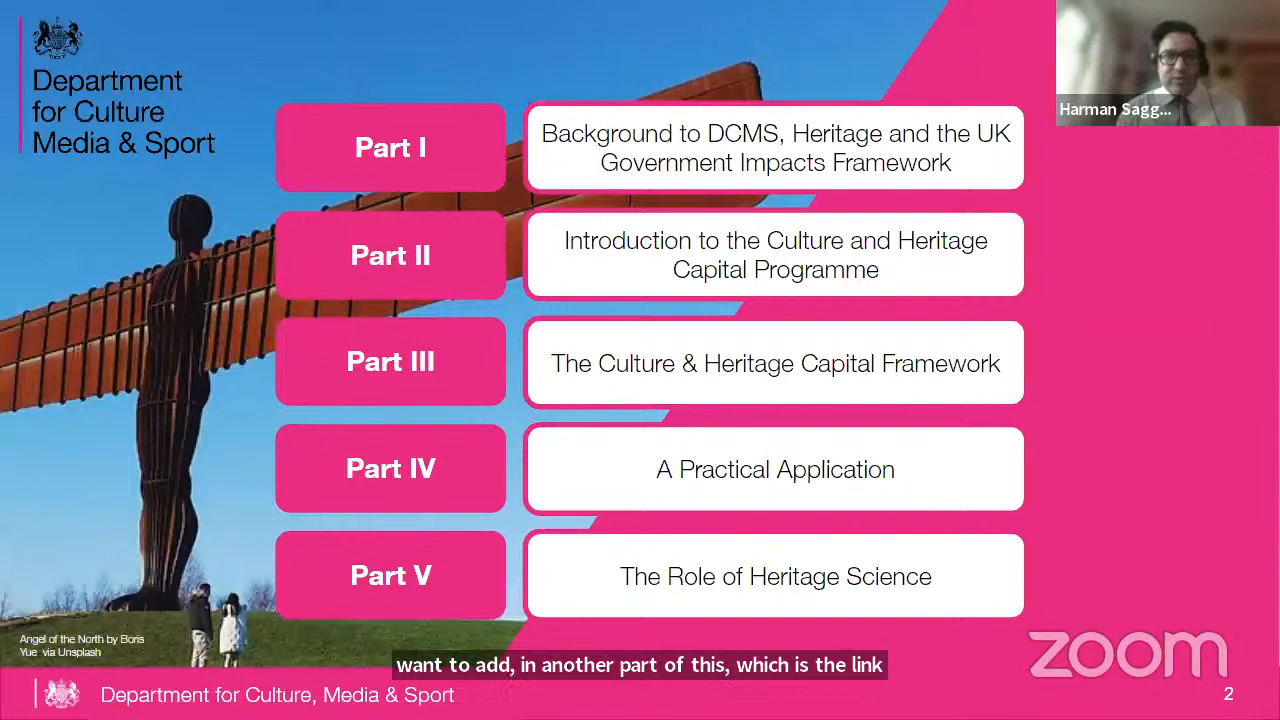 Department
for Culture
Media & Sport
Harman Sagg...
Part I
Background to DCMS, Heritage and the UK
Government Impacts Framework
Part II
Introduction to the Culture and Heritage
Capital Programme
Part III
The Culture & Heritage Capital Framework
Part IV
A Practical Application
Part V
The Role of Heritage Science
Angel of the North by Boris
Yue via Unsplash
zoom
want to add, in another part of this, which is the link
Department for Culture, Media & Sport
2